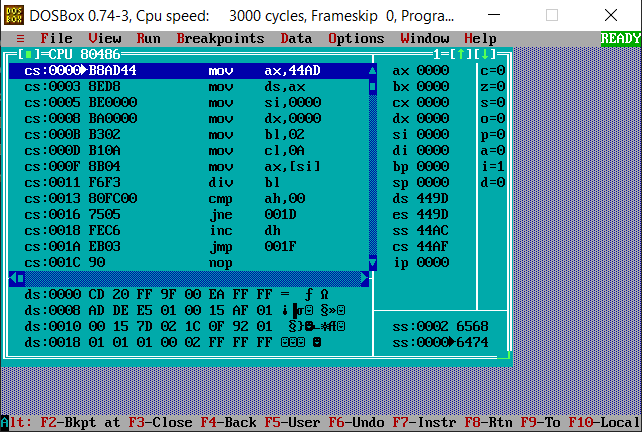 DOS BOX DOSBox 0.74-3, Cpu speed: 3000 cycles, Frameskip 0, Progra...
≡ File View Run Breakpoints Data Options Window Help READY
[■]=CPU 80486 1=[↑][↓]
cs:0000►B8AD44 mov ax,44AD ax 0000 c=0
cs:0003 8ED8 mov ds,ax bx 0000 z=0
cs:0005 BE0000 mov si,0000 cx 0000 s=0
cs:0008 BA0000 mov dx,0000 dx 0000 o=0
cs:000B B302 mov bl,02 si 0000 p=0
cs:000D B10A mov cl,0A di 0000 a=0
cs:000F 8B04 mov ax,[si] bp 0000 i=1
cs:0011 F6F3 div bl sp 0000 d=0
cs:0013 80FC00 cmp ah,00 ds 449D
cs:0016 7505 jne 001D es 449D
cs:0018 FEC6 inc dh ss 44AC
cs:001A EB03 jmp 001F cs 44AF
cs:001C 90 nop ip 0000
ds:0000 CD 20 FF 9F 00 EA FF FF = ƒ Ω
ds:0008 AD DE E5 01 00 15 AF 01 ¡▐σ☺ §»☺
ds:0010 00 15 7D 02 1C 0F 92 01 §}☻∟☼Æ☺ ss:0002 6568
ds:0018 01 01 01 00 02 FF FF FF ☺☺☺ ☻ ss:0000►6474
Alt: F2-Bkpt at F3-Close F4-Back F5-User F6-Undo F7-Instr F8-Rtn F9-To F10-Local